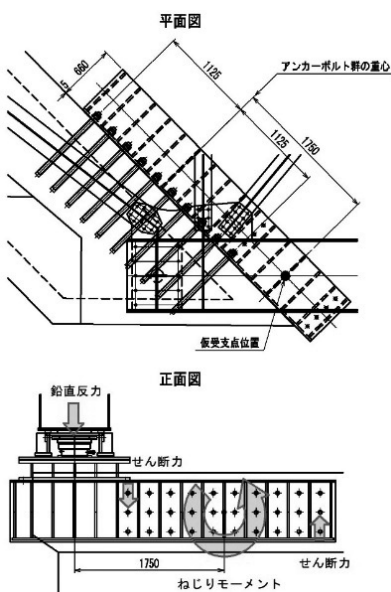 平面図
アンカーボルト群の重心
660
5
1125
1125
1750
仮受支点位置
正面図
鉛直反力
せん断力
1750
せん断力
ねじりモーメント